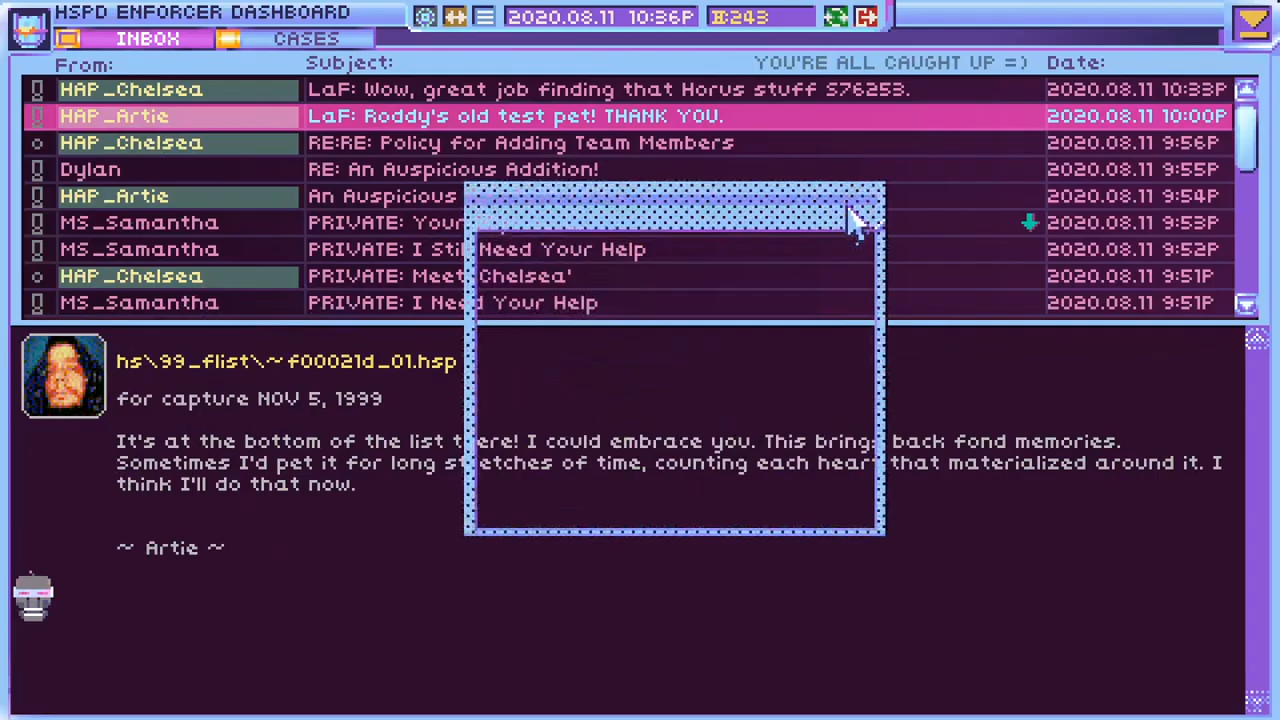 HSPD ENFORCER DASHBOARD
2020.08.11 10:36P
243
INBOX
CASES
From:
Subject:
YOU'RE ALL CAUGHT UP =)
Date:
HAP_Chelsea LaF: Wow, great job finding that Horus stuff S76253. 2020.08.11 10:33P
HAP_Artie LaF: Roddy's old test pet! THANK YOU. 2020.08.11 10:00P
HAP_Chelsea RE:RE: Policy for Adding Team Members 2020.08.11 9:56P
Dylan RE: An Auspicious Addition! 2020.08.11 9:55P
HAP_Artie An Auspicious 2020.08.11 9:54P
MS_Samantha PRIVATE: Your 2020.08.11 9:53P
MS_Samantha PRIVATE: I Still Need Your Help 2020.08.11 9:52P
HAP_Chelsea PRIVATE: Meet 'Chelsea' 2020.08.11 9:51P
MS_Samantha PRIVATE: I Need Your Help 2020.08.11 9:51P
hs\99_flist\~f00021d_01.hsp
for capture NOV 5, 1999
It's at the bottom of the list there! I could embrace you. This brings back fond memories.
Sometimes I'd pet it for long stretches of time, counting each heart that materialized around it. I
think I'll do that now.
~ Artie ~